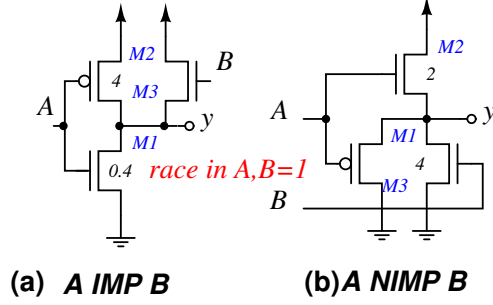 M2
B
M2
4
2
A
M3
A
y
y
M1
M1
0.4
race in A,B=1
4
M3
B
(a) A IMP B
(b) A NIMP B